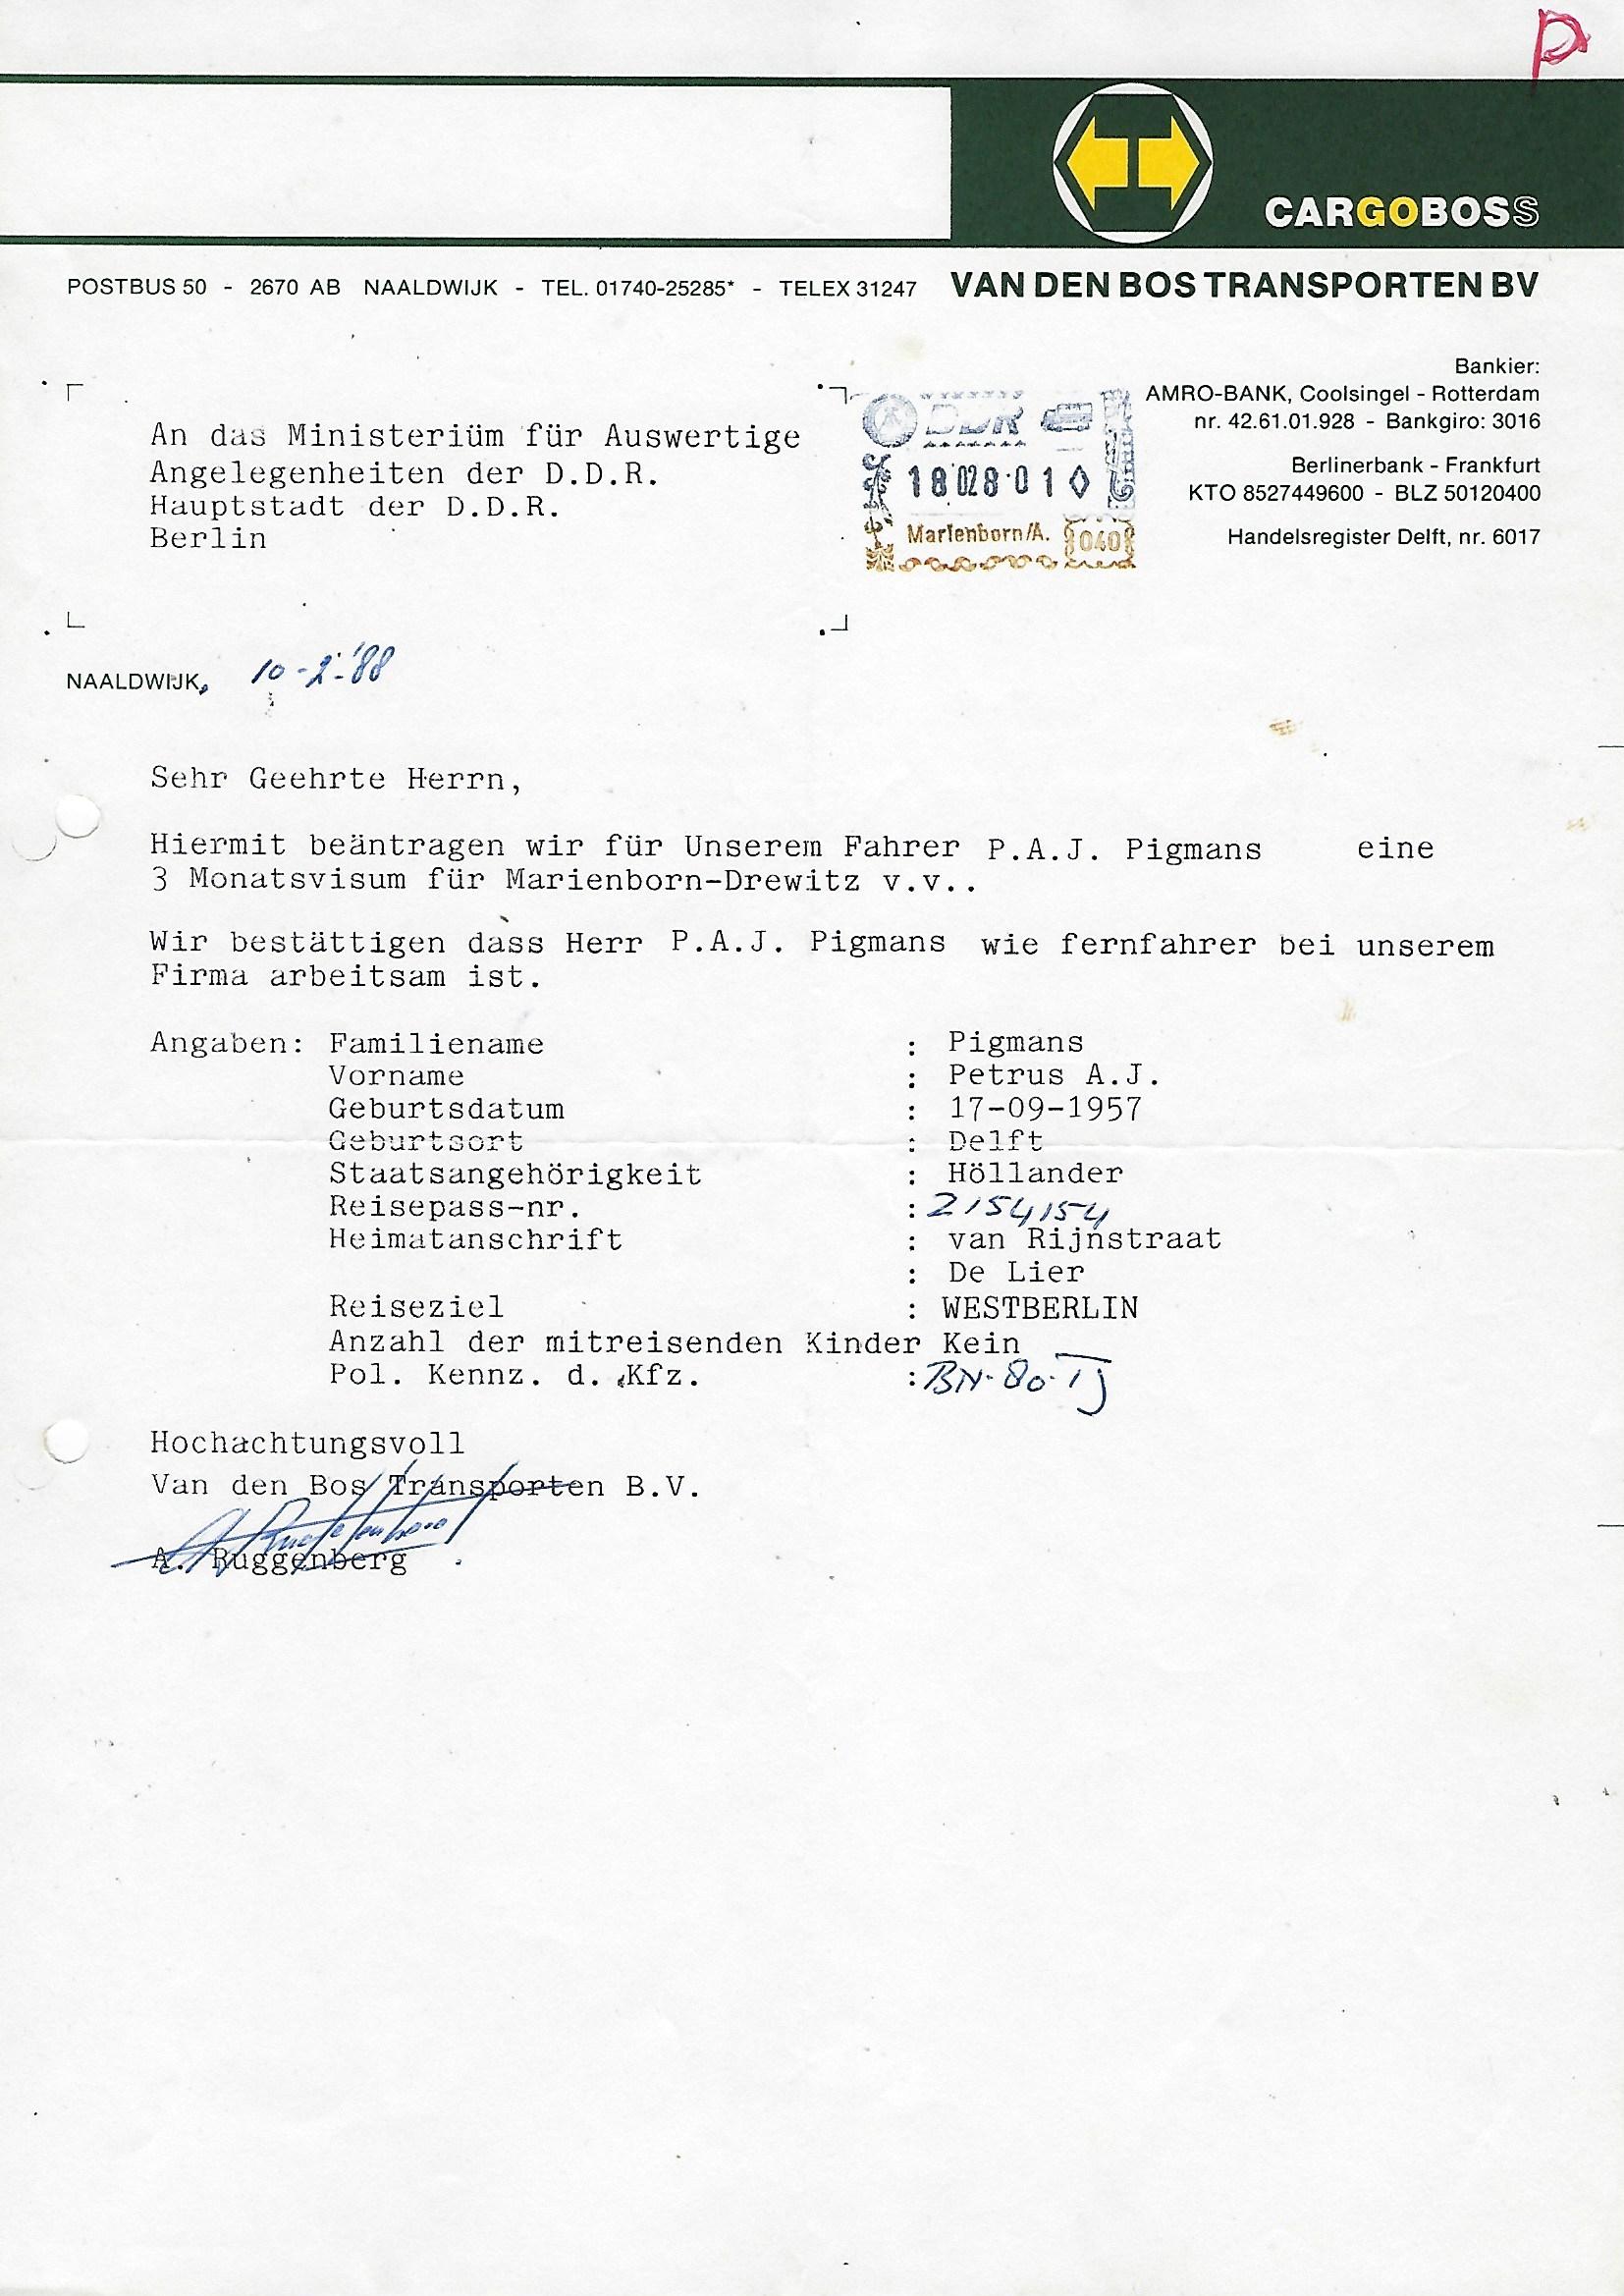 P
CARGOBOSS
POSTBUS 50 - 2670 AB NAALDWIJK - TEL. 01740-25285* - TELEX 31247 VAN DEN BOS TRANSPORTEN BV
Bankier:
AMRO-BANK, Coolsingel - Rotterdam
nr. 42.61.01.928 - Bankgiro: 3016
Berlinerbank - Frankfurt
KTO 8527449600 - BLZ 50120400
Handelsregister Delft, nr. 6017
An das Ministeriüm für Auswertige
Angelegenheiten der D.D.R.
Hauptstadt der D.D.R.
Berlin
DDR
18 028·01◊
Marienborn/A. 040
NAALDWIJK, 10-2-'88
Sehr Geehrte Herrn,
Hiermit beäntragen wir für Unserem Fahrer P.A.J. Pigmans eine
3 Monatsvisum für Marienborn-Drewitz v.v..
Wir bestättigen dass Herr P.A.J. Pigmans wie fernfahrer bei unserem
Firma arbeitsam ist.
Angaben: Familiename : Pigmans
Vorname : Petrus A.J.
Geburtsdatum : 17-09-1957
Geburtsort : Delft
Staatsangehörigkeit : Höllander
Reisepass-nr. : 2154154
Heimatanschrift : van Rijnstraat
: De Lier
Reiseziel : WESTBERLIN
Anzahl der mitreisenden Kinder Kein
Pol. Kennz. d. Kfz. : BN-80-TJ
Hochachtungsvoll
Van den Bos Transporten B.V.
A. Ruggenberg